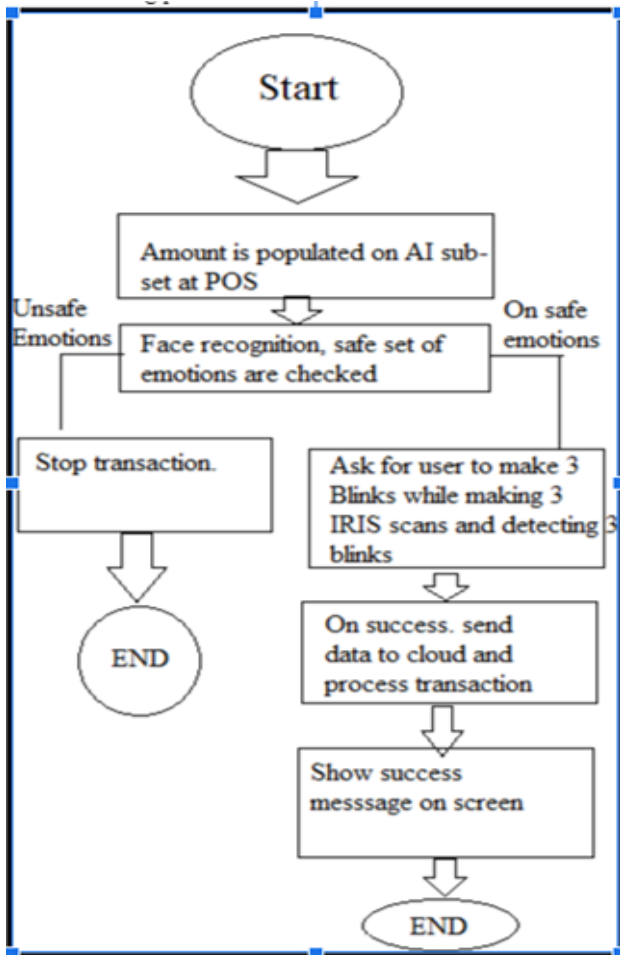 Start
Amount is populated on AI sub-
set at POS
Unsafe
Emotions
On safe
emotions
Face recognition, safe set of
emotions are checked
Stop transaction.
Ask for user to make 3
Blinks while making 3
IRIS scans and detecting 3
blinks
END
On success. send
data to cloud and
process transaction
Show success
messsage on screen
END